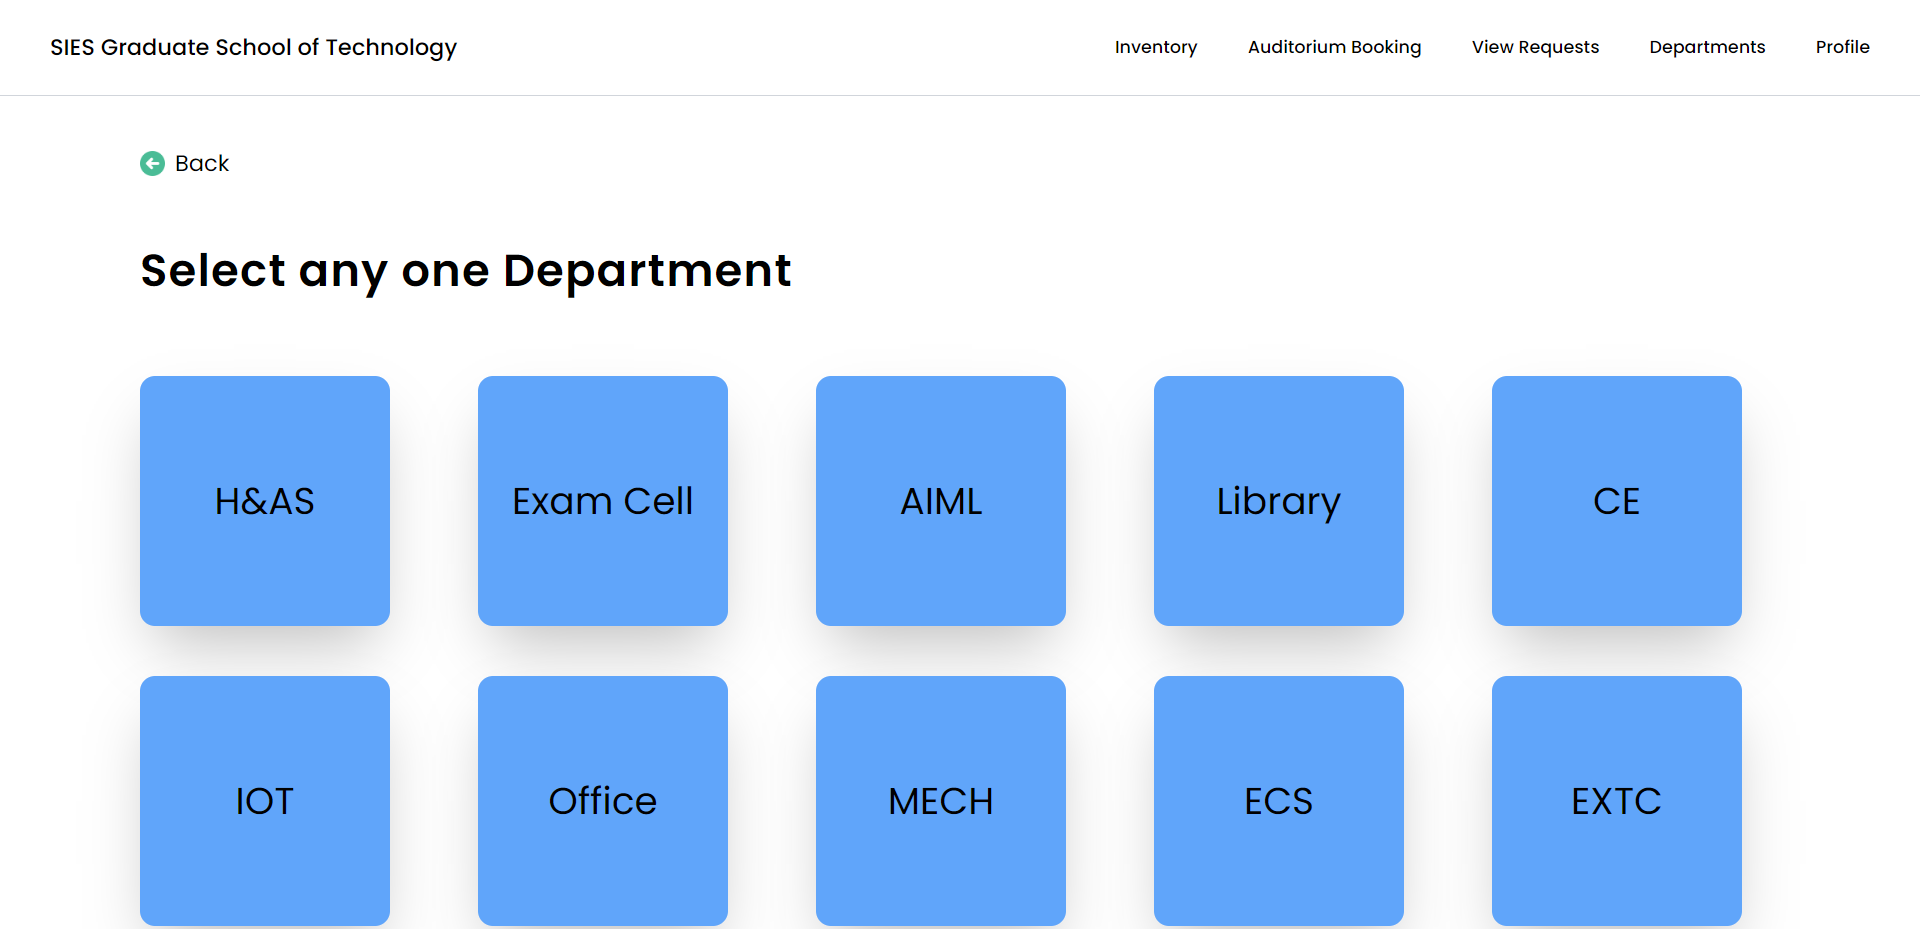 SIES Graduate School of Technology
Inventory Auditorium Booking View Requests Departments Profile
Back
Select any one Department
H&AS Exam Cell AIML Library CE
IOT Office MECH ECS EXTC